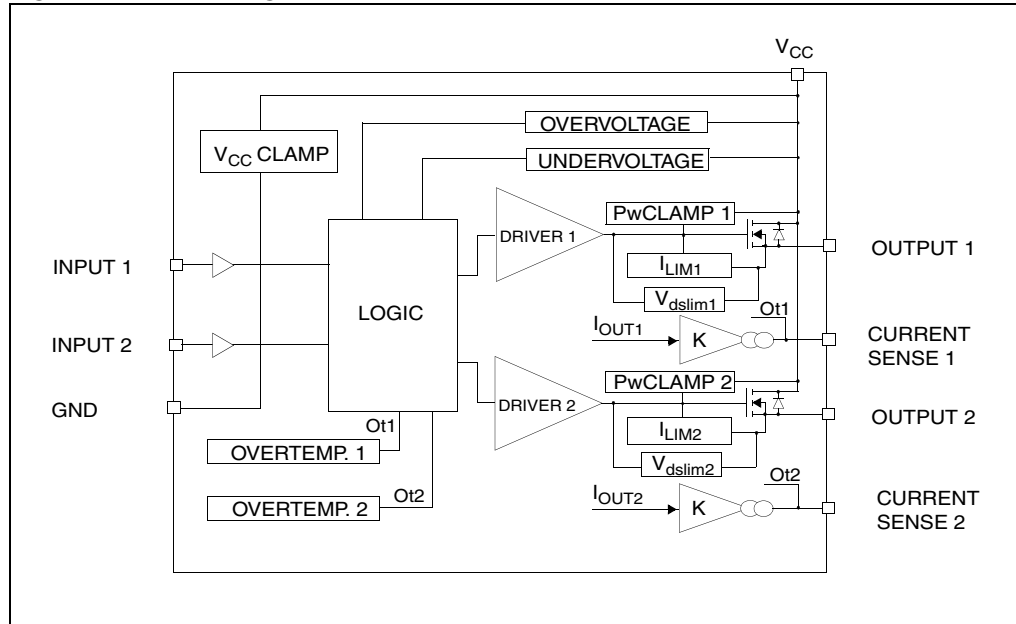 VCC
OVERVOLTAGE
VCC CLAMP
UNDERVOLTAGE
PwCLAMP 1
DRIVER 1
OUTPUT 1
INPUT 1
ILIM1
Vdslim1
LOGIC
Ot1
IOUT1
K
CURRENT
SENSE 1
INPUT 2
PwCLAMP 2
DRIVER 2
GND
OUTPUT 2
Ot1
ILIM2
OVERTEMP. 1
Vdslim2
Ot2
Ot2
IOUT2
OVERTEMP. 2
K
CURRENT
SENSE 2